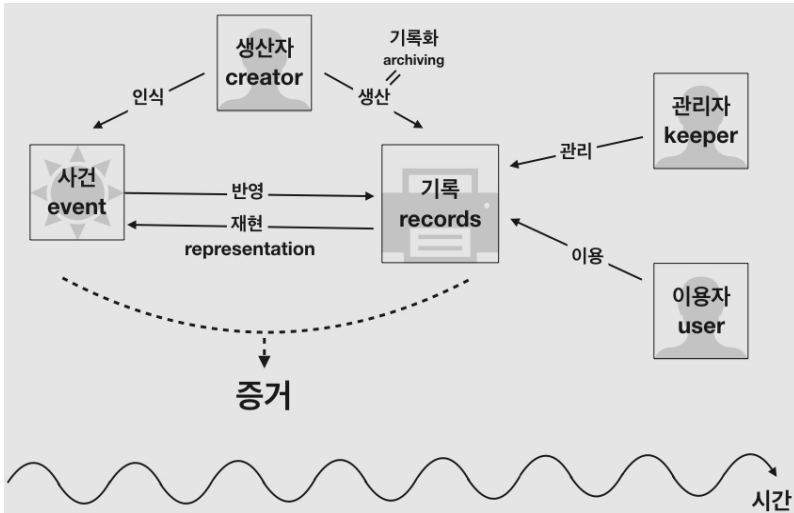 생산자
creator
기록화
archiving
인식
생산
관리자
keeper
관리
사건
event
반영
기록
records
재현
representation
이용
이용자
user
증거
시간